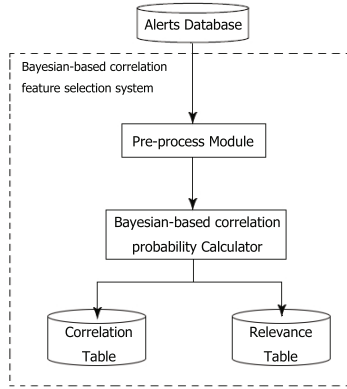 Alerts Database
Bayesian-based correlation
feature selection system
Pre-process Module
Bayesian-based correlation
probability Calculator
Correlation
Table
Relevance
Table